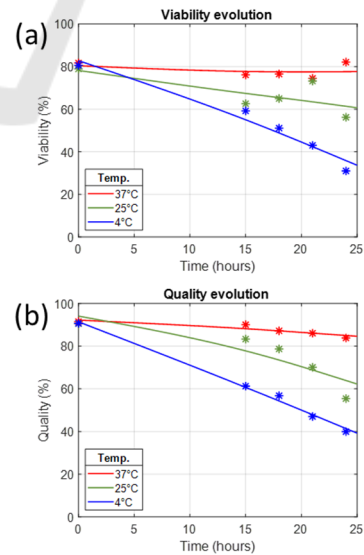 (a)
Viability evolution
100
80
60
40
20
0
Viability (%)
Temp.
37°C
25°C
4°C
0 5 10 15 20 25
Time (hours)
(b)
Quality evolution
100
80
60
40
20
0
Quality (%)
Temp.
37°C
25°C
4°C
0 5 10 15 20 25
Time (hours)